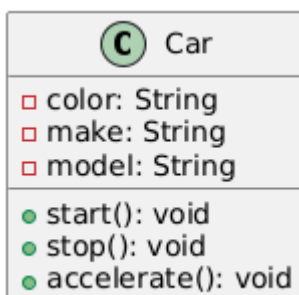 C Car
color: String
make: String
model: String
start(): void
stop(): void
accelerate(): void